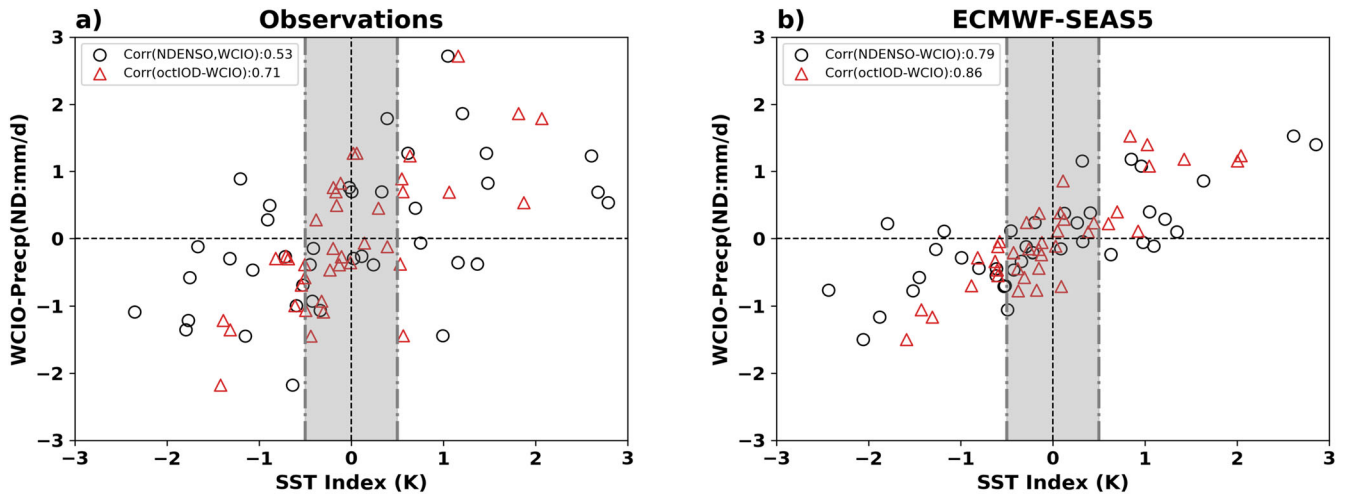 a)
Observations
WCIO-Precp(ND:mm/d)
3
2
1
0
−1
−2
−3
Corr(NDENSO,WCIO):0.53
Corr(octIOD-WCIO):0.71
−3 −2 −1 0 1 2 3
SST Index (K)
b)
ECMWF-SEAS5
WCIO-Precp(ND:mm/d)
3
2
1
0
−1
−2
−3
Corr(NDENSO-WCIO):0.79
Corr(octIOD-WCIO):0.86
−3 −2 −1 0 1 2 3
SST Index (K)